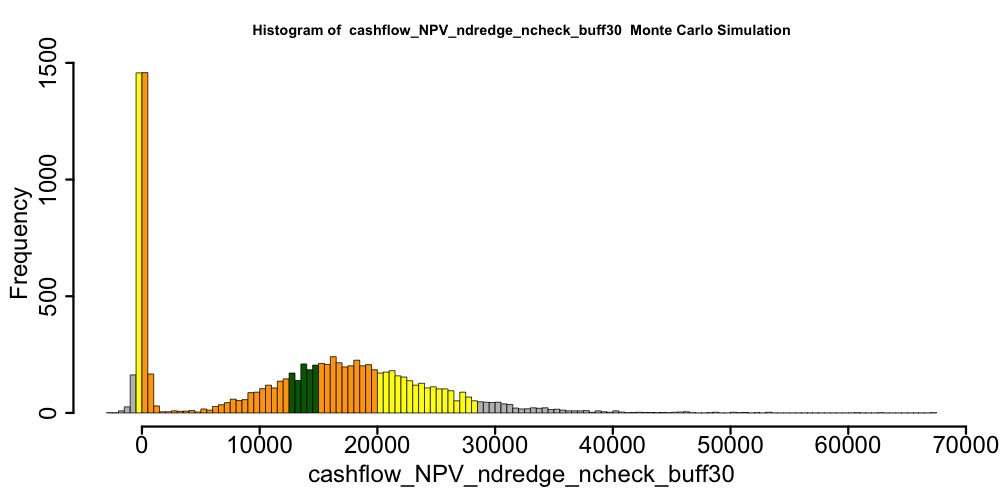 Histogram of cashflow_NPV_ndredge_ncheck_buff30 Monte Carlo Simulation
Frequency
1500
1000
500
0
0 10000 20000 30000 40000 50000 60000 70000
cashflow_NPV_ndredge_ncheck_buff30